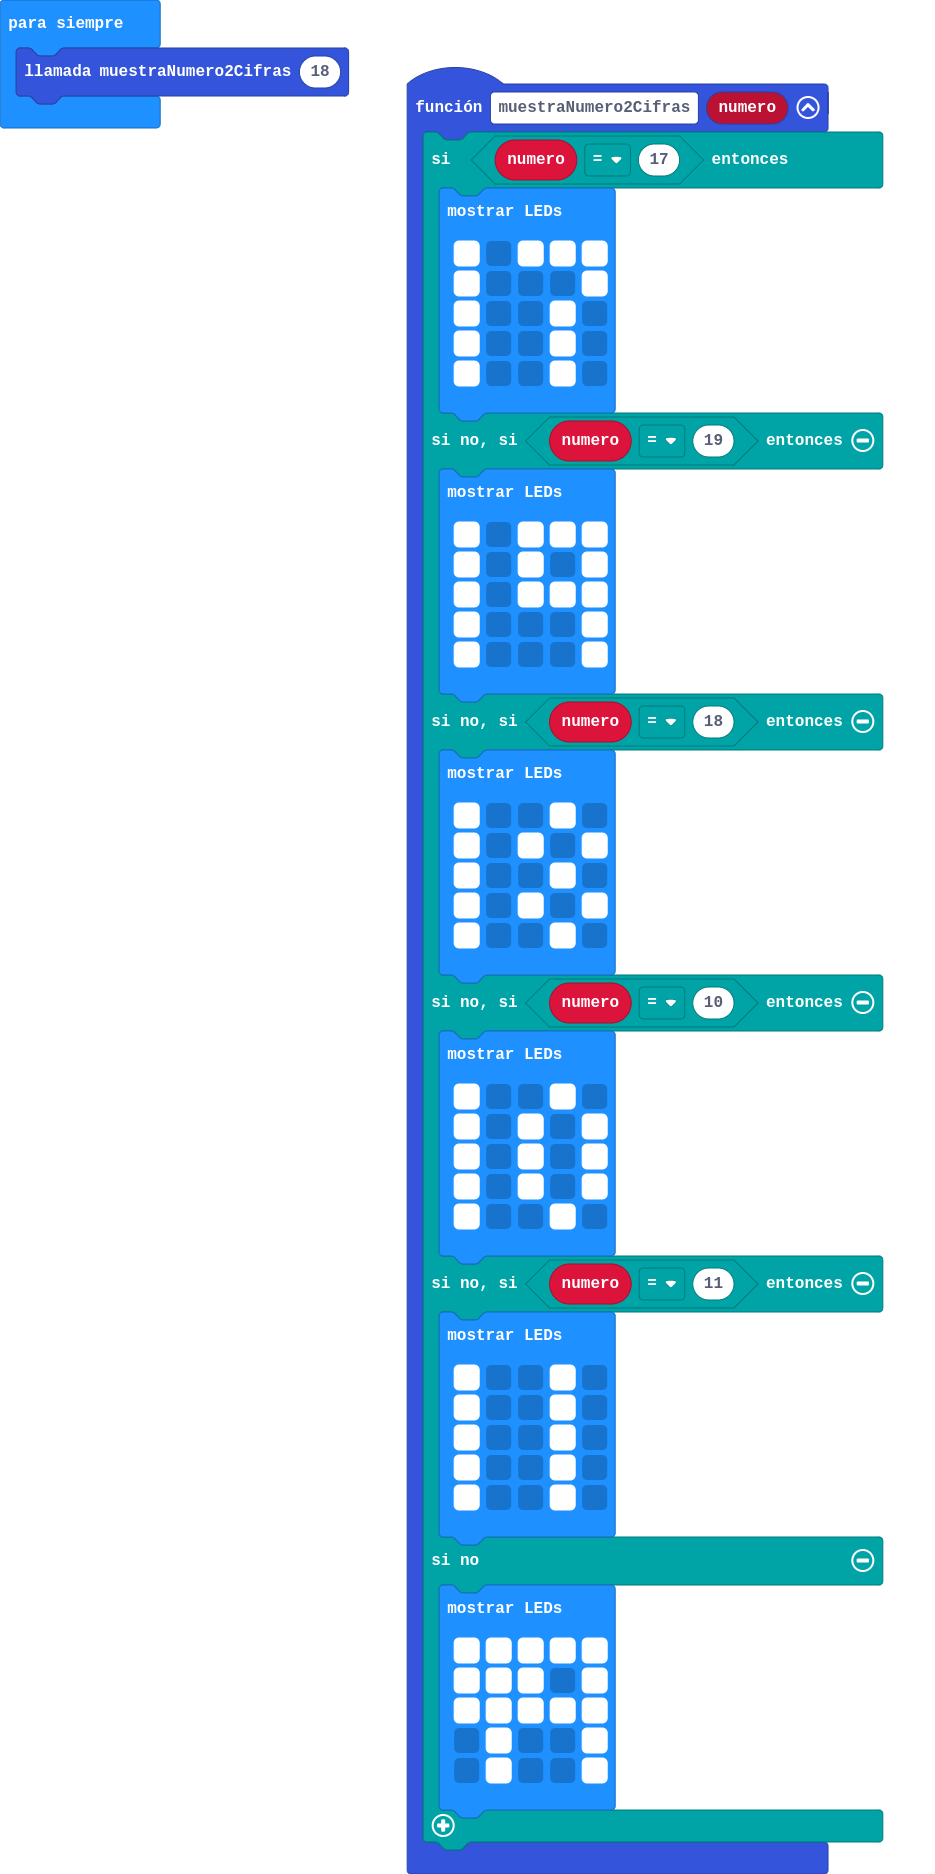 para siempre
llamada muestraNumero2Cifras 18
función muestraNumero2Cifras numero
si numero = 17 entonces
mostrar LEDs
si no, si numero = 19 entonces
mostrar LEDs
si no, si numero = 18 entonces
mostrar LEDs
si no, si numero = 10 entonces
mostrar LEDs
si no, si numero = 11 entonces
mostrar LEDs
si no
mostrar LEDs